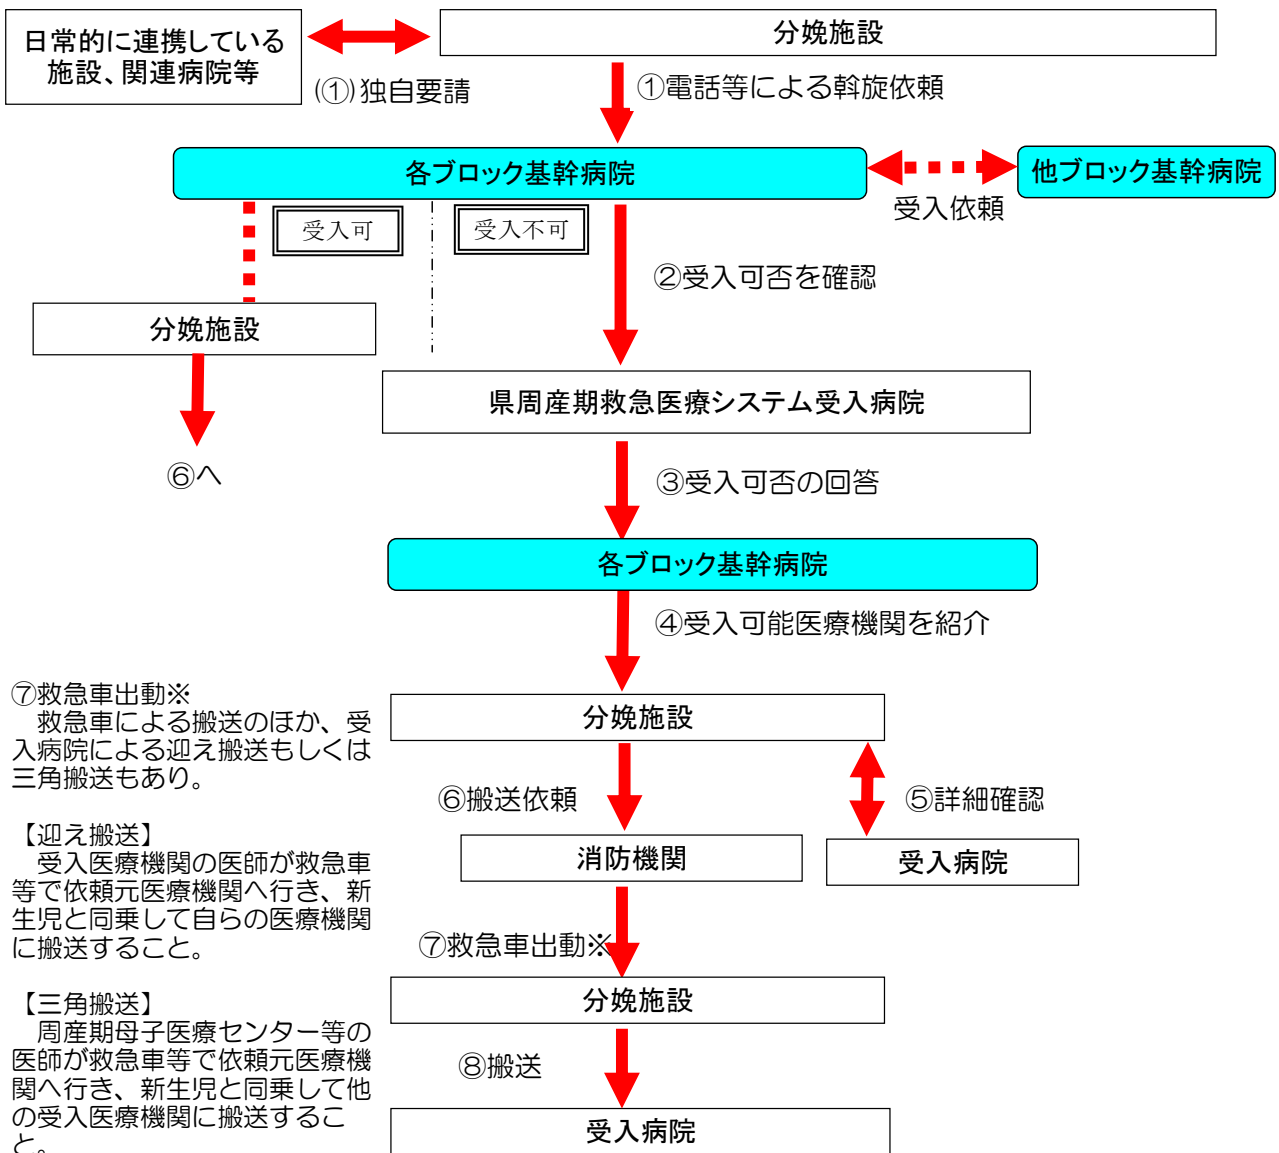 日常的に連携している
施設、関連病院等
分娩施設
(①)独自要請
①電話等による斡旋依頼
各ブロック基幹病院
他ブロック基幹病院
受入依頼
受入可
受入不可
②受入可否を確認
分娩施設
県周産期救急医療システム受入病院
⑥へ
③受入可否の回答
各ブロック基幹病院
④受入可能医療機関を紹介
分娩施設
⑥搬送依頼
⑤詳細確認
消防機関
受入病院
⑦救急車出動※
分娩施設
⑧搬送
受入病院
⑦救急車出動※
救急車による搬送のほか、受
入病院による迎え搬送もしくは
三角搬送もあり。
【迎え搬送】
受入医療機関の医師が救急車
等で依頼元医療機関へ行き、新
生児と同乗して自らの医療機関
に搬送すること。
【三角搬送】
周産期母子医療センター等の
医師が救急車等で依頼元医療機
関へ行き、新生児と同乗して他
の受入医療機関に搬送するこ
と。